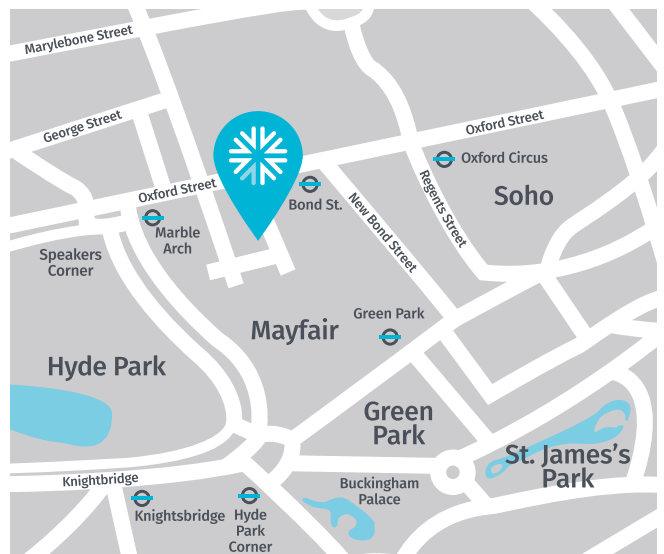 Marylebone Street
George Street
Oxford Street
Oxford Circus
Soho
Oxford Street
Bond St.
Regents Street
New Bond Street
Marble
Arch
Speakers
Corner
Green Park
Mayfair
Hyde Park
Green
Park
St. James's
Park
Knightbridge
Buckingham
Palace
Knightsbridge
Hyde
Park
Corner